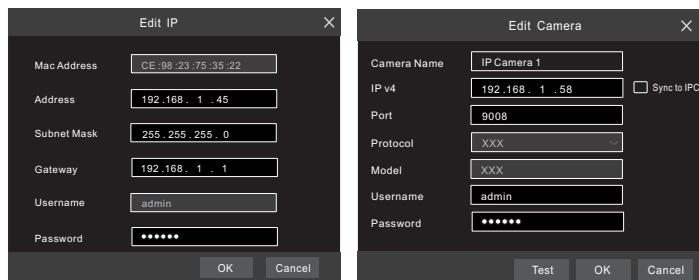 Edit IP
Mac Address CE :98 :23 :75 :35 :22
Address 192 .168 . 1 .45
Subnet Mask 255 . 255 . 255 . 0
Gateway 192 .168 . 1 . 1
Username admin
Password ●●●●●●
OK Cancel
Edit Camera
Camera Name IP Camera 1
IP v4 192 .168 . 1 .58 Sync to IPC
Port 9008
Protocol XXX
Model XXX
Username admin
Password ●●●●●●
Test OK Cancel